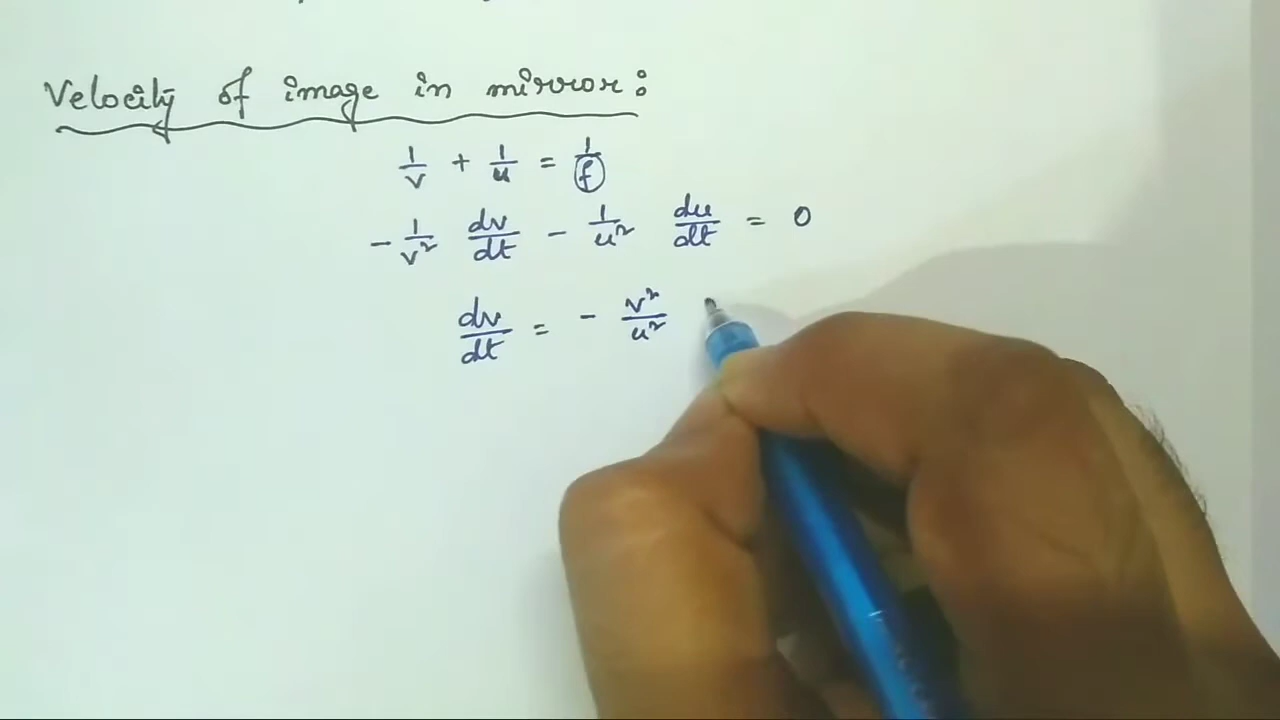 Velocity of image in mirror:
1/v + 1/u = 1/f
- 1/v² dv/dt - 1/u² du/dt = 0
dv/dt = - v²/u²